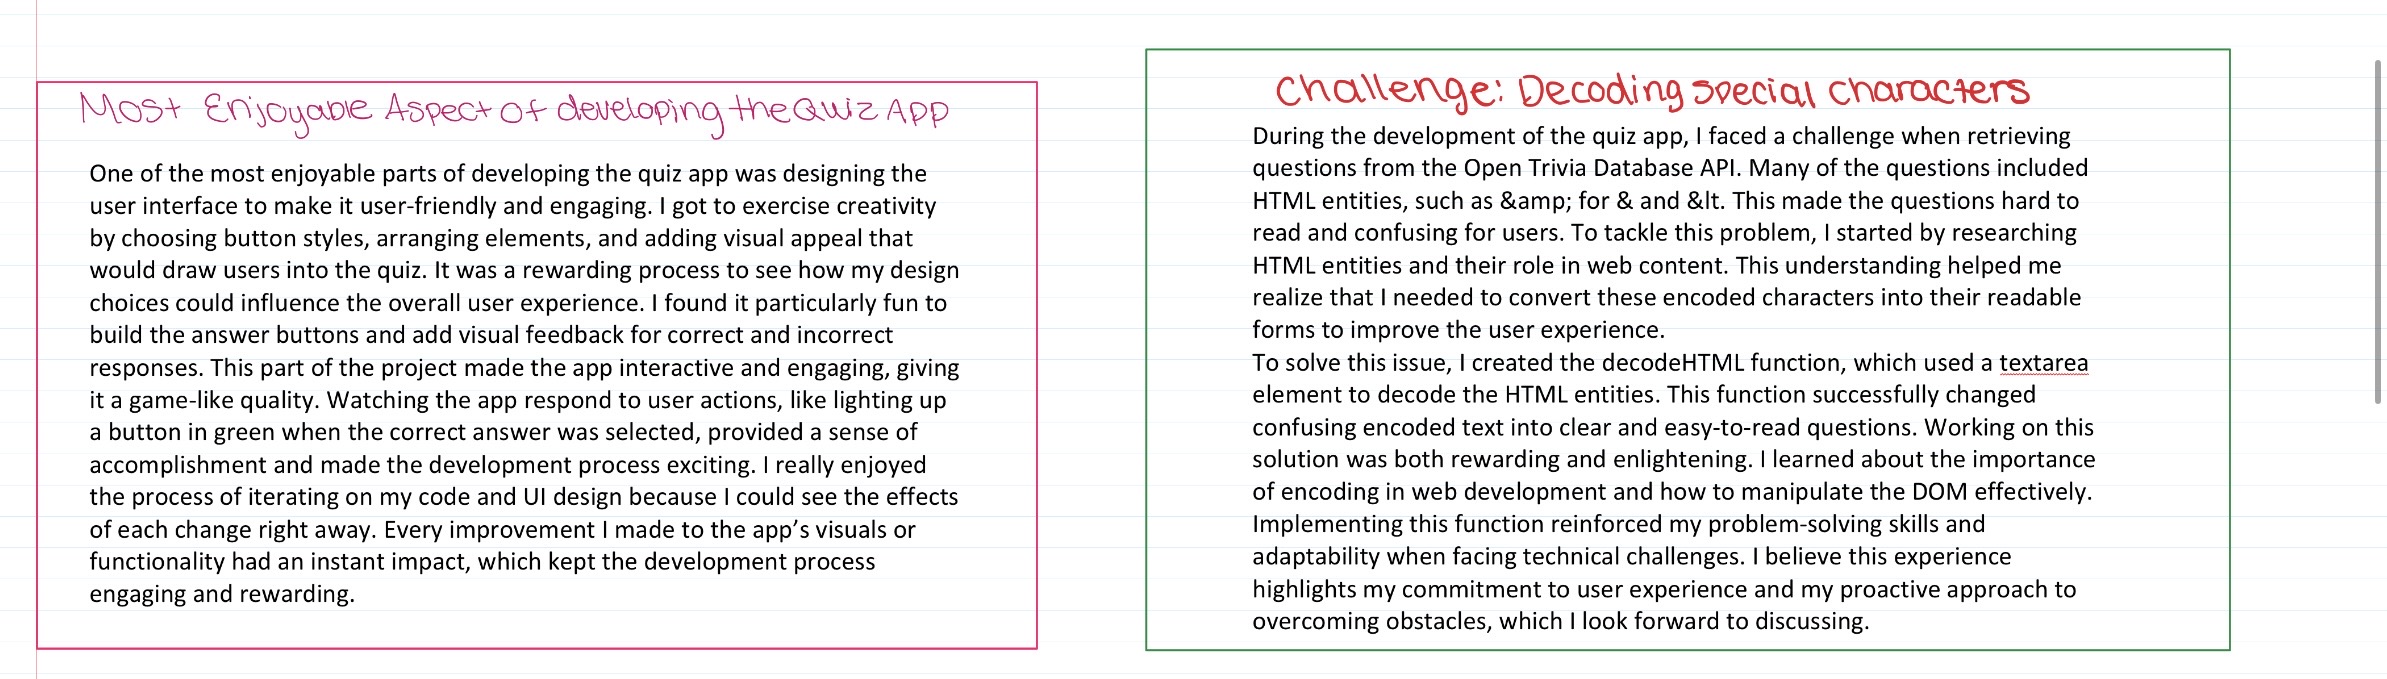 Most Enjoyable Aspect of developing the Quiz App
One of the most enjoyable parts of developing the quiz app was designing the
user interface to make it user-friendly and engaging. I got to exercise creativity
by choosing button styles, arranging elements, and adding visual appeal that
would draw users into the quiz. It was a rewarding process to see how my design
choices could influence the overall user experience. I found it particularly fun to
build the answer buttons and add visual feedback for correct and incorrect
responses. This part of the project made the app interactive and engaging, giving
it a game-like quality. Watching the app respond to user actions, like lighting up
a button in green when the correct answer was selected, provided a sense of
accomplishment and made the development process exciting. I really enjoyed
the process of iterating on my code and UI design because I could see the effects
of each change right away. Every improvement I made to the app’s visuals or
functionality had an instant impact, which kept the development process
engaging and rewarding.
Challenge: Decoding special characters
During the development of the quiz app, I faced a challenge when retrieving
questions from the Open Trivia Database API. Many of the questions included
HTML entities, such as &amp; for & and &lt. This made the questions hard to
read and confusing for users. To tackle this problem, I started by researching
HTML entities and their role in web content. This understanding helped me
realize that I needed to convert these encoded characters into their readable
forms to improve the user experience.
To solve this issue, I created the decodeHTML function, which used a textarea
element to decode the HTML entities. This function successfully changed
confusing encoded text into clear and easy-to-read questions. Working on this
solution was both rewarding and enlightening. I learned about the importance
of encoding in web development and how to manipulate the DOM effectively.
Implementing this function reinforced my problem-solving skills and
adaptability when facing technical challenges. I believe this experience
highlights my commitment to user experience and my proactive approach to
overcoming obstacles, which I look forward to discussing.